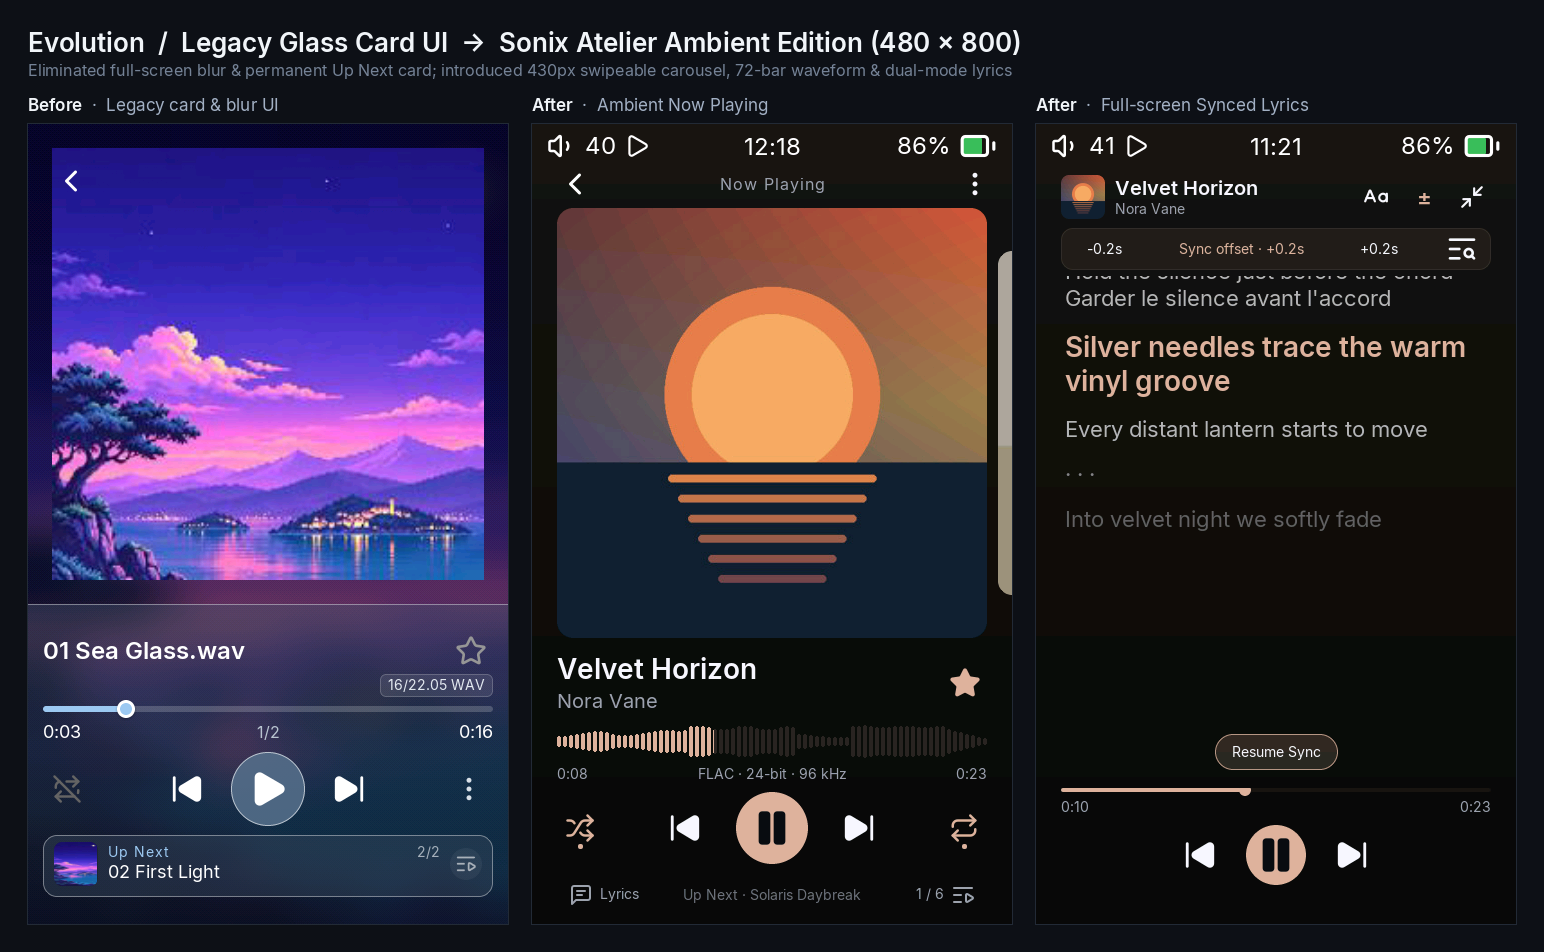 Evolution / Legacy Glass Card UI → Sonix Atelier Ambient Edition (480 × 800)
Eliminated full-screen blur & permanent Up Next card; introduced 430px swipeable carousel, 72-bar waveform & dual-mode lyrics
Before · Legacy card & blur UI
01 Sea Glass.wav
16/22.05 WAV
0:03
1/2
0:16
Up Next
2/2
02 First Light
After · Ambient Now Playing
40
12:18
86%
Now Playing
Velvet Horizon
Nora Vane
0:08
FLAC · 24-bit · 96 kHz
0:23
Lyrics
Up Next · Solaris Daybreak
1 / 6
After · Full-screen Synced Lyrics
41
11:21
86%
Velvet Horizon
Nora Vane
Aa
±
-0.2s
Sync offset · +0.2s
+0.2s
Hold the silence just before the chord
Garder le silence avant l'accord
Silver needles trace the warm
vinyl groove
Every distant lantern starts to move
. . .
Into velvet night we softly fade
Resume Sync
0:10
0:23